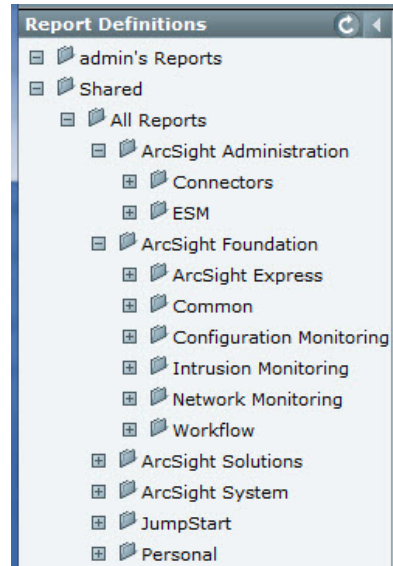 Report Definitions
admin's Reports
Shared
All Reports
ArcSight Administration
Connectors
ESM
ArcSight Foundation
ArcSight Express
Common
Configuration Monitoring
Intrusion Monitoring
Network Monitoring
Workflow
ArcSight Solutions
ArcSight System
JumpStart
Personal